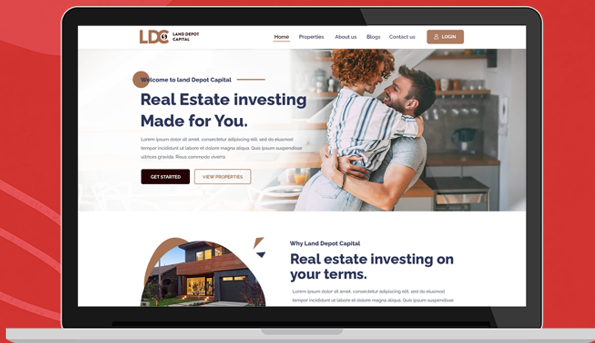 LDC LAND DEPOT
CAPITAL
Home Properties About us Blogs Contact us LOGIN
Welcome to land Depot Capital
Real Estate investing
Made for You.
Lorem ipsum dolor sit amet, consectetur adipiscing elit, sed do eiusmod
tempor incididunt ut labore et dolore magna aliqua. Quis ipsum suspendisse
ultrices gravida. Risus commodo viverra
GET STARTED VIEW PROPERTIES
Why Land Depot Capital
Real estate investing on
your terms.
Lorem ipsum dolor sit amet, consectetur adipiscing elit, sed do eiusmod
tempor incididunt ut labore et dolore magna aliqua. Quis ipsum suspendisse